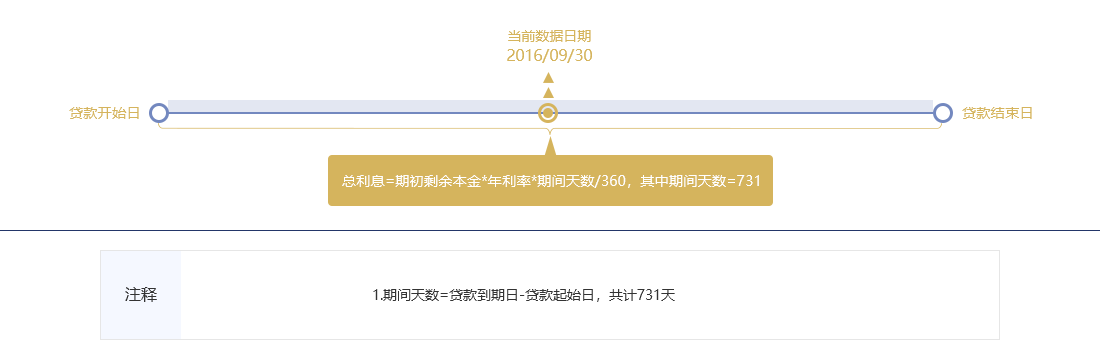 当前数据日期
2016/09/30
贷款开始日
贷款结束日
总利息=期初剩余本金*年利率*期间天数/360，其中期间天数=731
注释
1.期间天数=贷款到期日-贷款起始日，共计731天